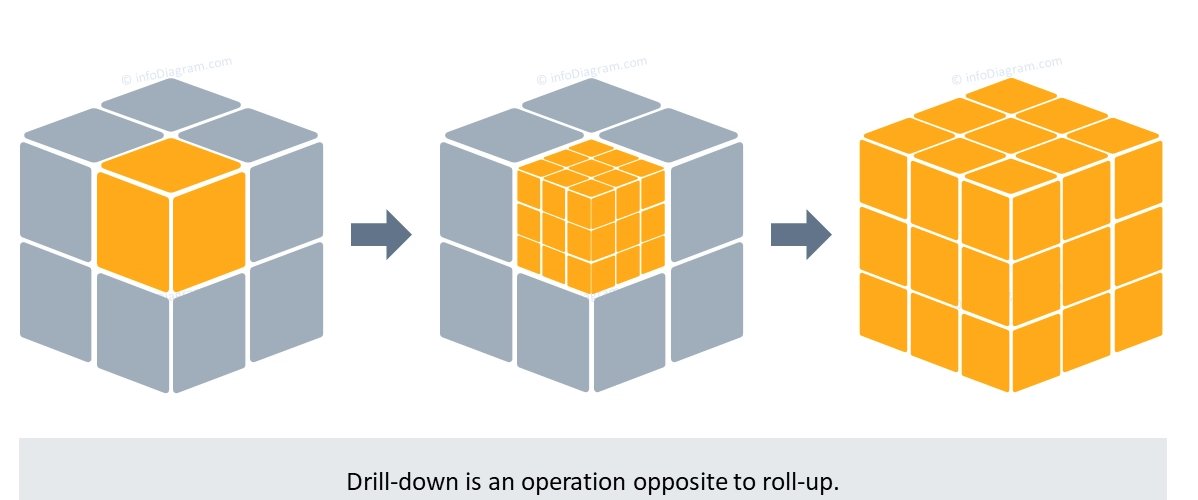 © infoDiagram.com © infoDiagram.com © infoDiagram.com
Drill-down is an operation opposite to roll-up.